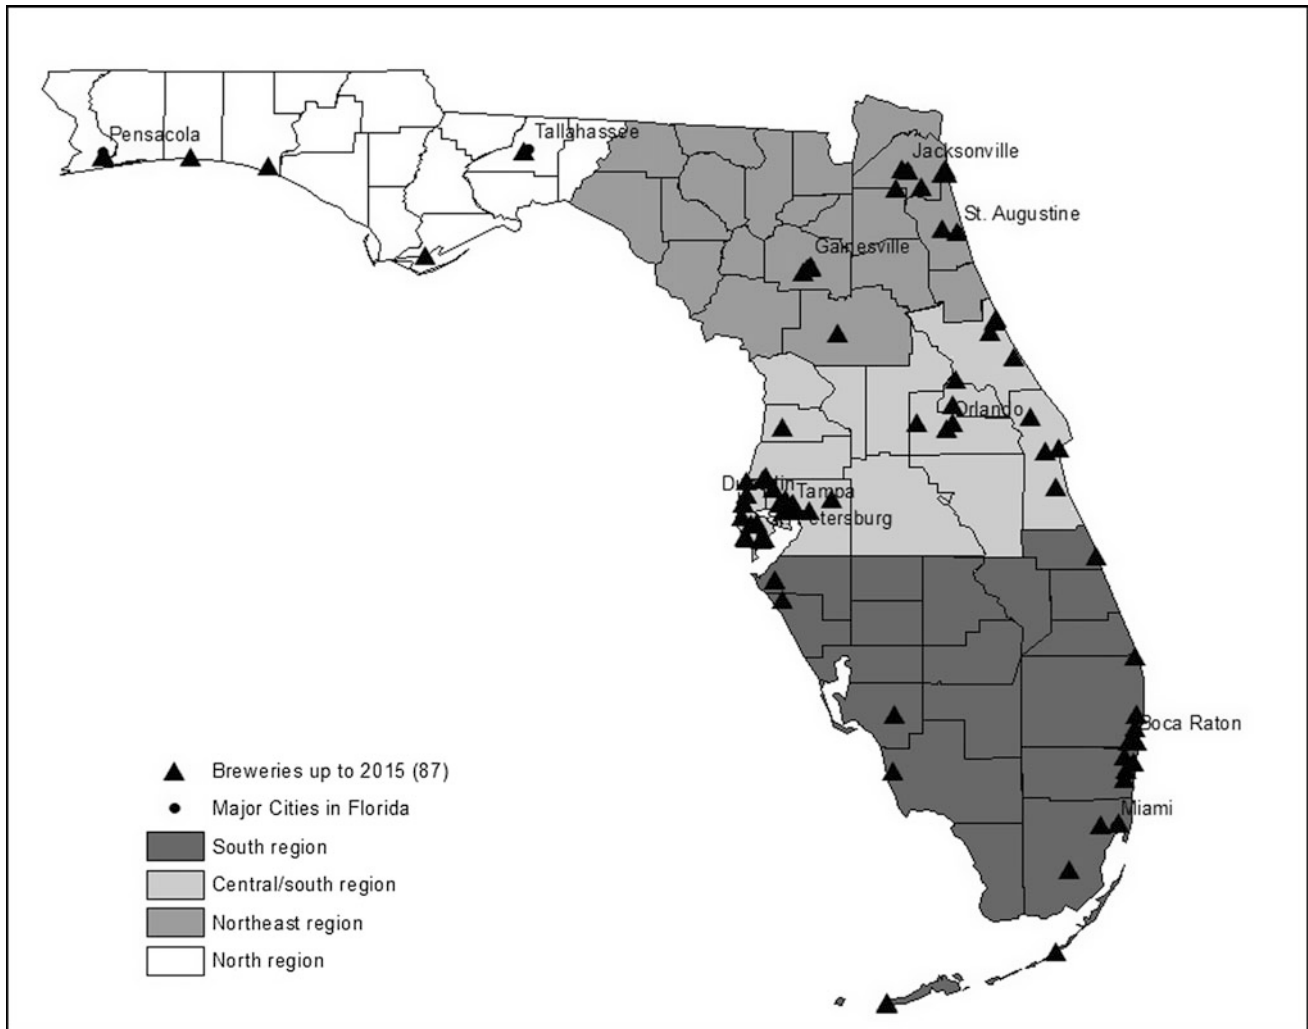 Pensacola
Tallahassee
Jacksonville
St. Augustine
Gainesville
Orlando
Tampa
Boca Raton
Miami
Breweries up to 2015 (87)
Major Cities in Florida
South region
Central/south region
Northeast region
North region